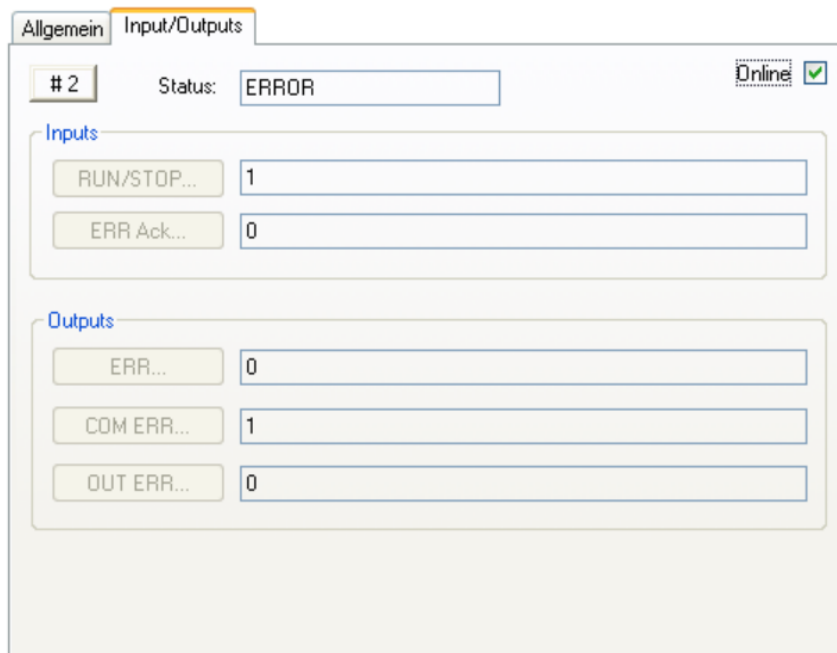 Allgemein Input/Outputs
#2 Status: ERROR Online
Inputs
RUN/STOP... 1
ERR Ack... 0
Outputs
ERR... 0
COM ERR... 1
OUT ERR... 0